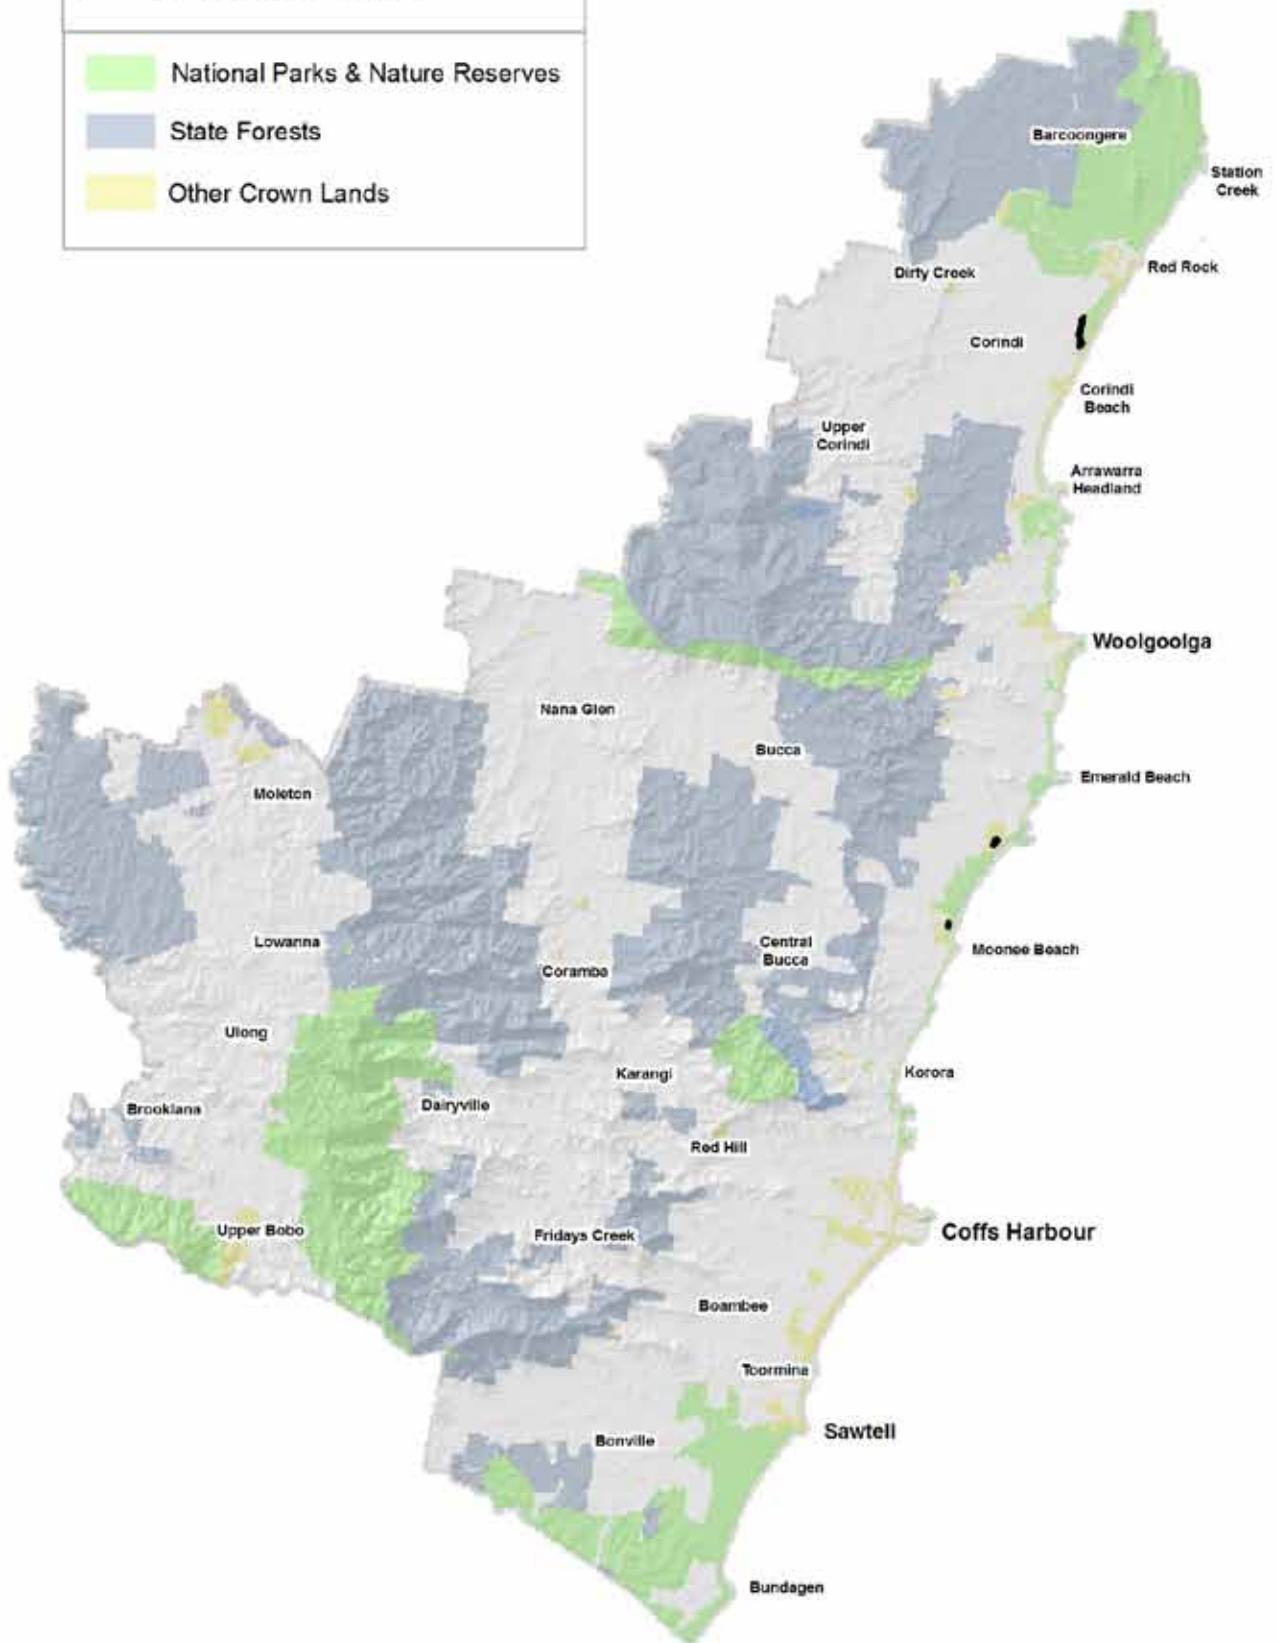 National Parks & Nature Reserves
State Forests
Other Crown Lands
Barcoongere
Station
Creek
Red Rock
Dirty Creek
Corindi
Corindi
Beach
Upper
Corindi
Arrawarra
Headland
Woolgoolga
Nana Glen
Bucca
Emerald Beach
Moleton
Lowanna
Central
Bucca
Moonee Beach
Coramba
Ulong
Karangi
Korora
Brooklana
Dairyville
Red Hill
Upper Bobo
Fridays Creek
Coffs Harbour
Boambee
Toormina
Sawtell
Bonville
Bundagen